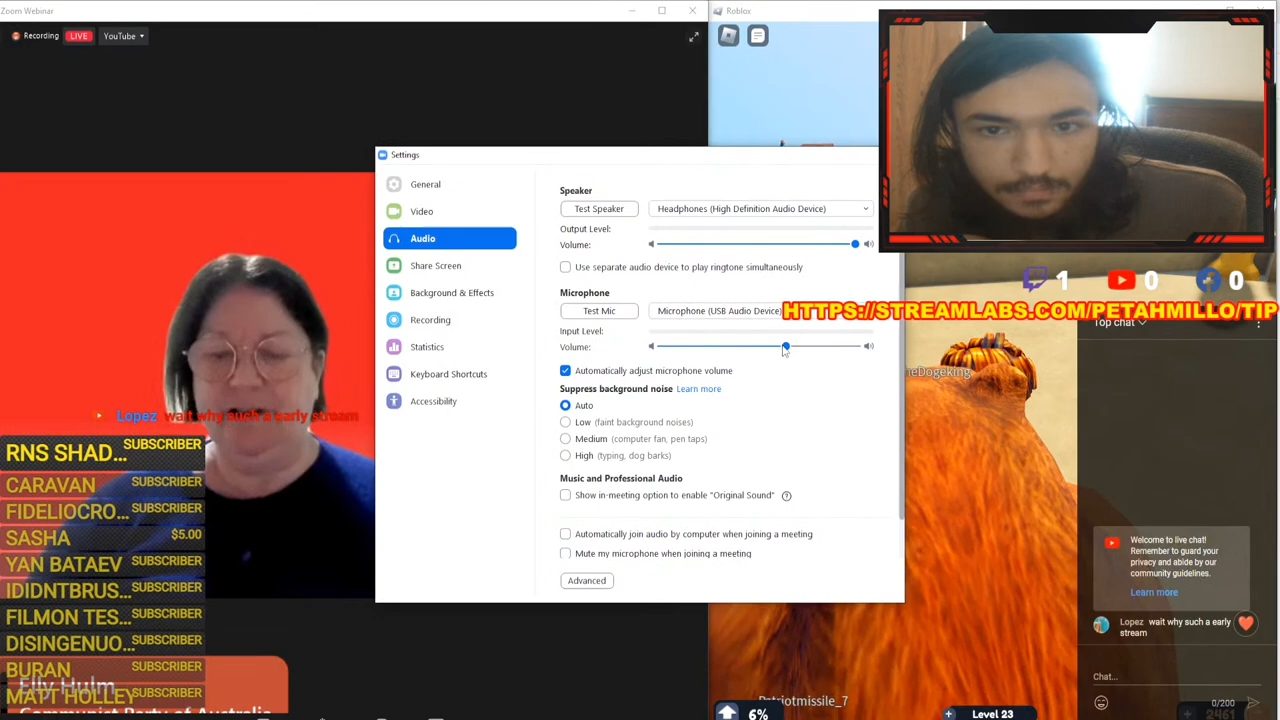 Zoom Webinar
Recording LIVE YouTube
Roblox
Settings
General
Video
Audio
Share Screen
Background & Effects
Recording
Statistics
Keyboard Shortcuts
Accessibility
Speaker
Test Speaker Headphones (High Definition Audio Device)
Output Level:
Volume:
Use separate audio device to play ringtone simultaneously
Microphone
Test Mic Microphone (USB Audio Device)
Input Level:
Volume:
Automatically adjust microphone volume
Suppress background noise Learn more
Auto
Low (faint background noises)
Medium (computer fan, pen taps)
High (typing, dog barks)
Music and Professional Audio
Show in-meeting option to enable "Original Sound" ?
Automatically join audio by computer when joining a meeting
Mute my microphone when joining a meeting
Advanced
1 0 0
HTTPS://STREAMLABS.COM/PETAHMILLO/TIP
Top chat
eDogeking
Lopez wait why such a early stream
RNS SHAD... SUBSCRIBER
CARAVAN SUBSCRIBER
FIDELIOCRO... SUBSCRIBER
SASHA $5.00
YAN BATAEV SUBSCRIBER
IDIDNTBRUS... SUBSCRIBER
FILMON TES... SUBSCRIBER
DISINGENUO... SUBSCRIBER
BURAN SUBSCRIBER
MATT HOLLEY SUBSCRIBER
Elly Hulm
Communist Party of Australia
Welcome to live chat!
Remember to guard your
privacy and abide by our
community guidelines.
Learn more
Lopez wait why such a early
stream
Chat...
0/200
Patriotmissile_7
6%
Level 23
2461